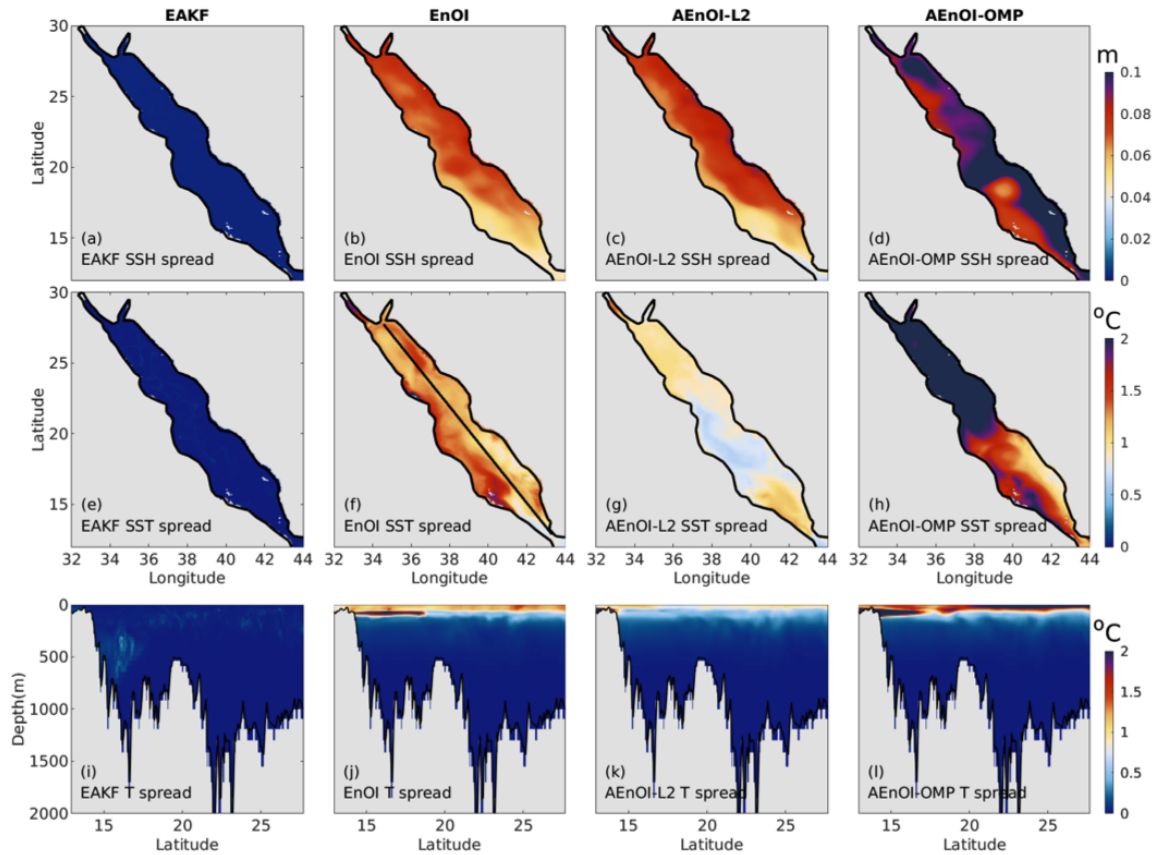 EAKF EnOI AEnOI-L2 AEnOI-OMP
30
25
20
15
Latitude
(a)
EAKF SSH spread
(b)
EnOI SSH spread
(c)
AEnOI-L2 SSH spread
(d)
AEnOI-OMP SSH spread
m
0.1
0.08
0.06
0.04
0.02
0
30
25
20
15
Latitude
(e)
EAKF SST spread
(f)
EnOI SST spread
(g)
AEnOI-L2 SST spread
(h)
AEnOI-OMP SST spread
ºC
2
1.5
1
0.5
0
32 34 36 38 40 42 44
32 34 36 38 40 42 44
32 34 36 38 40 42 44
32 34 36 38 40 42 44
Longitude Longitude Longitude Longitude
0
500
1000
1500
2000
Depth(m)
(i)
EAKF T spread
(j)
EnOI T spread
(k)
AEnOI-L2 T spread
(l)
AEnOI-OMP T spread
ºC
2
1.5
1
0.5
0
15 20 25
15 20 25
15 20 25
15 20 25
Latitude Latitude Latitude Latitude